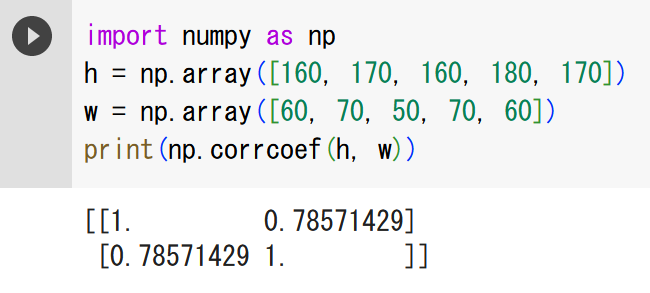 import numpy as np
h = np.array([160, 170, 160, 180, 170])
w = np.array([60, 70, 50, 70, 60])
print(np.corrcoef(h, w))
[[1.         0.78571429]
 [0.78571429 1.        ]]